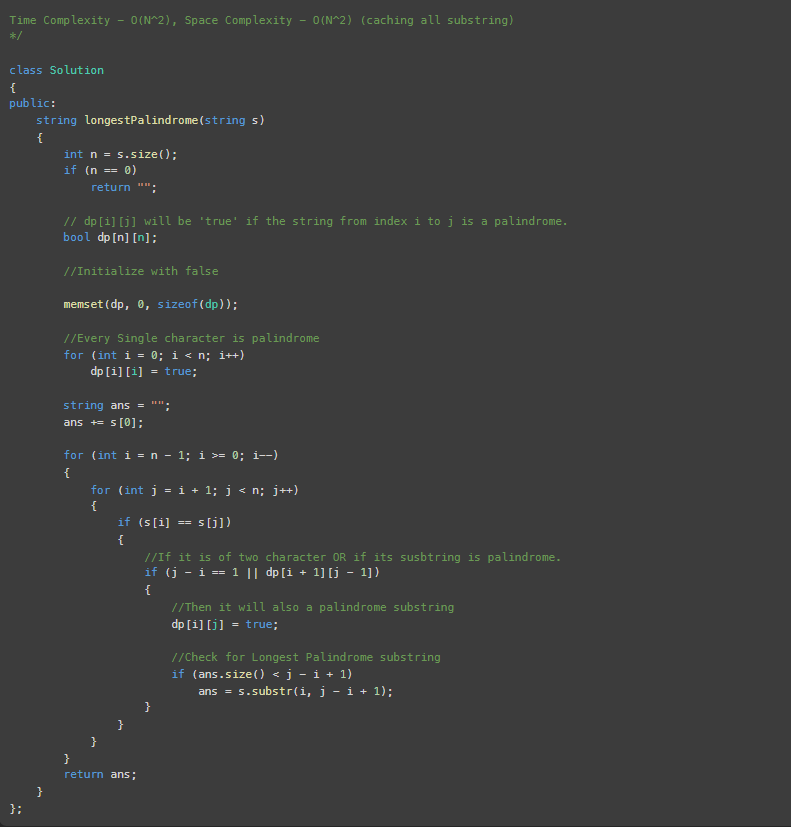 Time Complexity – O(N^2), Space Complexity – O(N^2) (caching all substring)
*/
class Solution
{
public:
    string longestPalindrome(string s)
    {
        int n = s.size();
        if (n == 0)
            return "";
        // dp[i][j] will be 'true' if the string from index i to j is a palindrome.
        bool dp[n][n];
        //Initialize with false
        memset(dp, 0, sizeof(dp));
        //Every Single character is palindrome
        for (int i = 0; i < n; i++)
            dp[i][i] = true;
        string ans = "";
        ans += s[0];
        for (int i = n – 1; i >= 0; i––)
        {
            for (int j = i + 1; j < n; j++)
            {
                if (s[i] == s[j])
                {
                    //If it is of two character OR if its susbtring is palindrome.
                    if (j – i == 1 || dp[i + 1][j – 1])
                    {
                        //Then it will also a palindrome substring
                        dp[i][j] = true;
                        //Check for Longest Palindrome substring
                        if (ans.size() < j – i + 1)
                            ans = s.substr(i, j – i + 1);
                    }
                }
            }
        }
        return ans;
    }
};